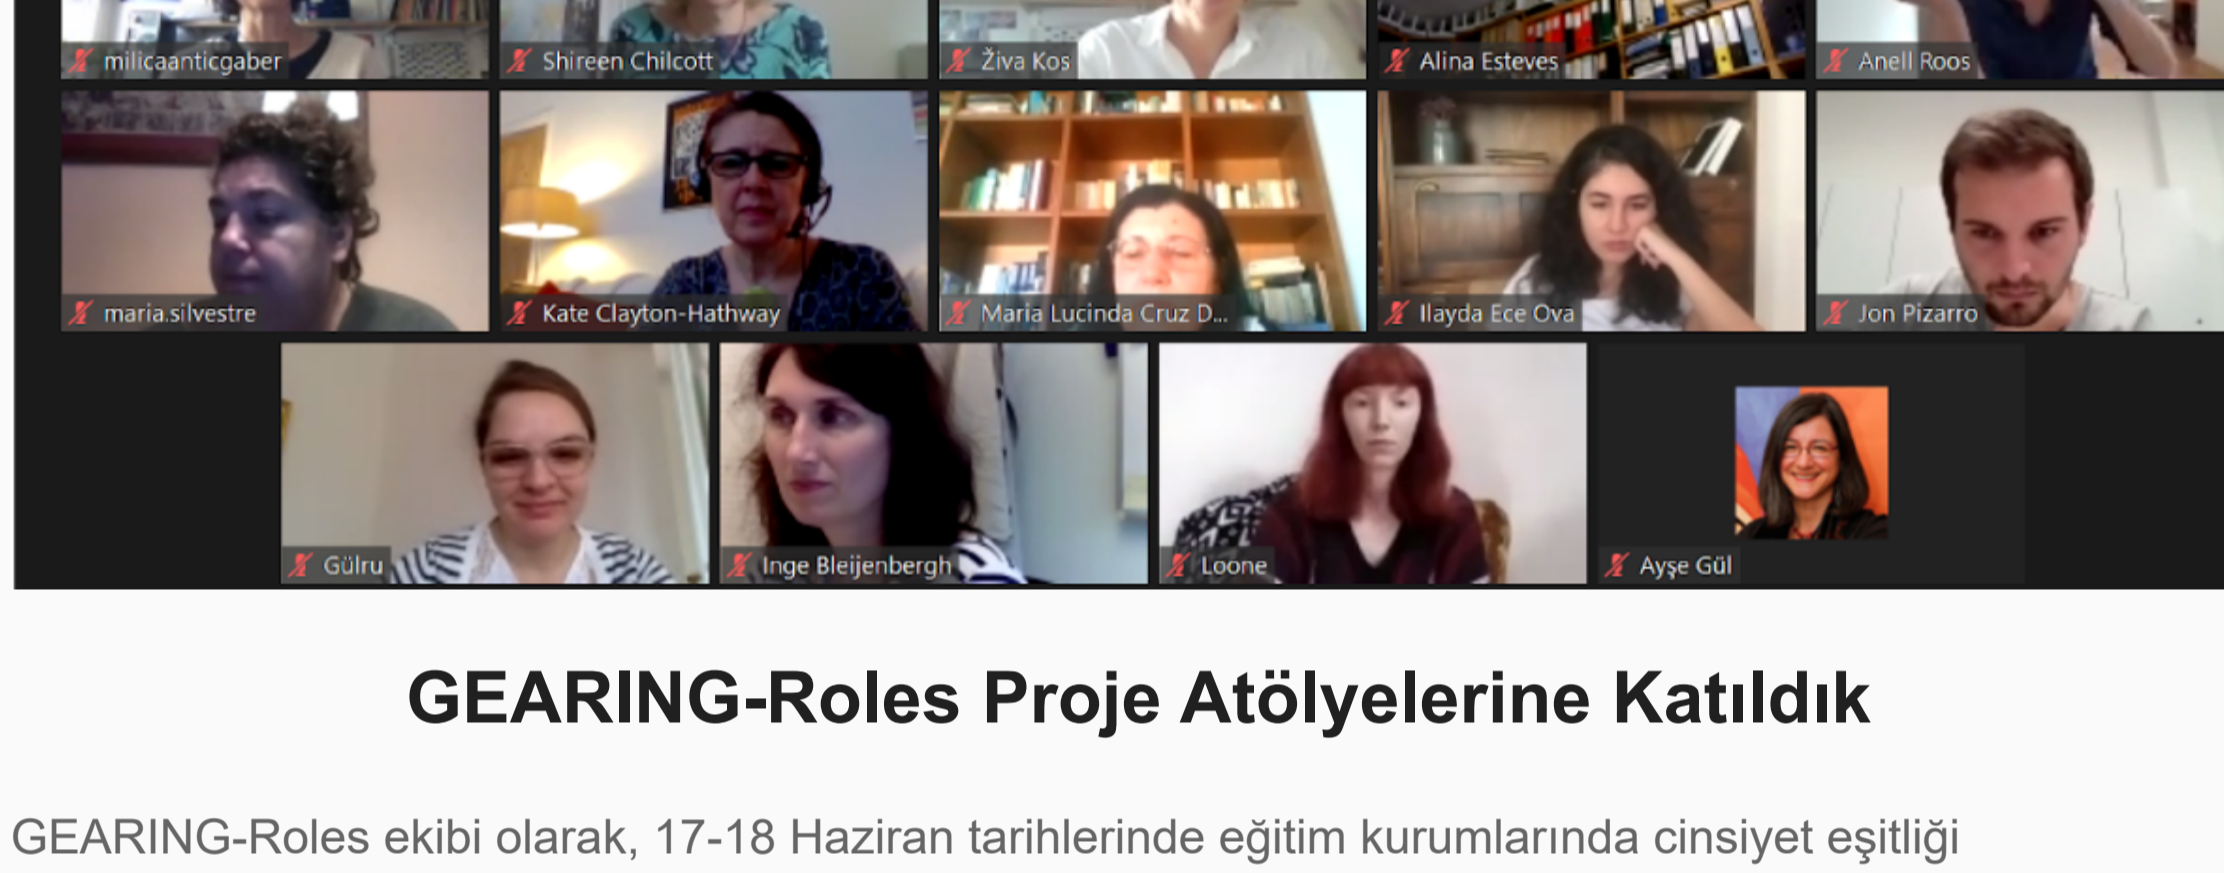 milicaanticgaber
Shireen Chilcott
Živa Kos
Alina Esteves
Anell Roos
maria.silvestre
Kate Clayton-Hathway
Maria Lucinda Cruz D...
Ilayda Ece Ova
Jon Pizarro
Gülru
Inge Bleijenbergh
Loone
Ayşe Gül
GEARING-Roles Proje Atölyelerine Katıldık
GEARING-Roles ekibi olarak, 17-18 Haziran tarihlerinde eğitim kurumlarında cinsiyet eşitliği